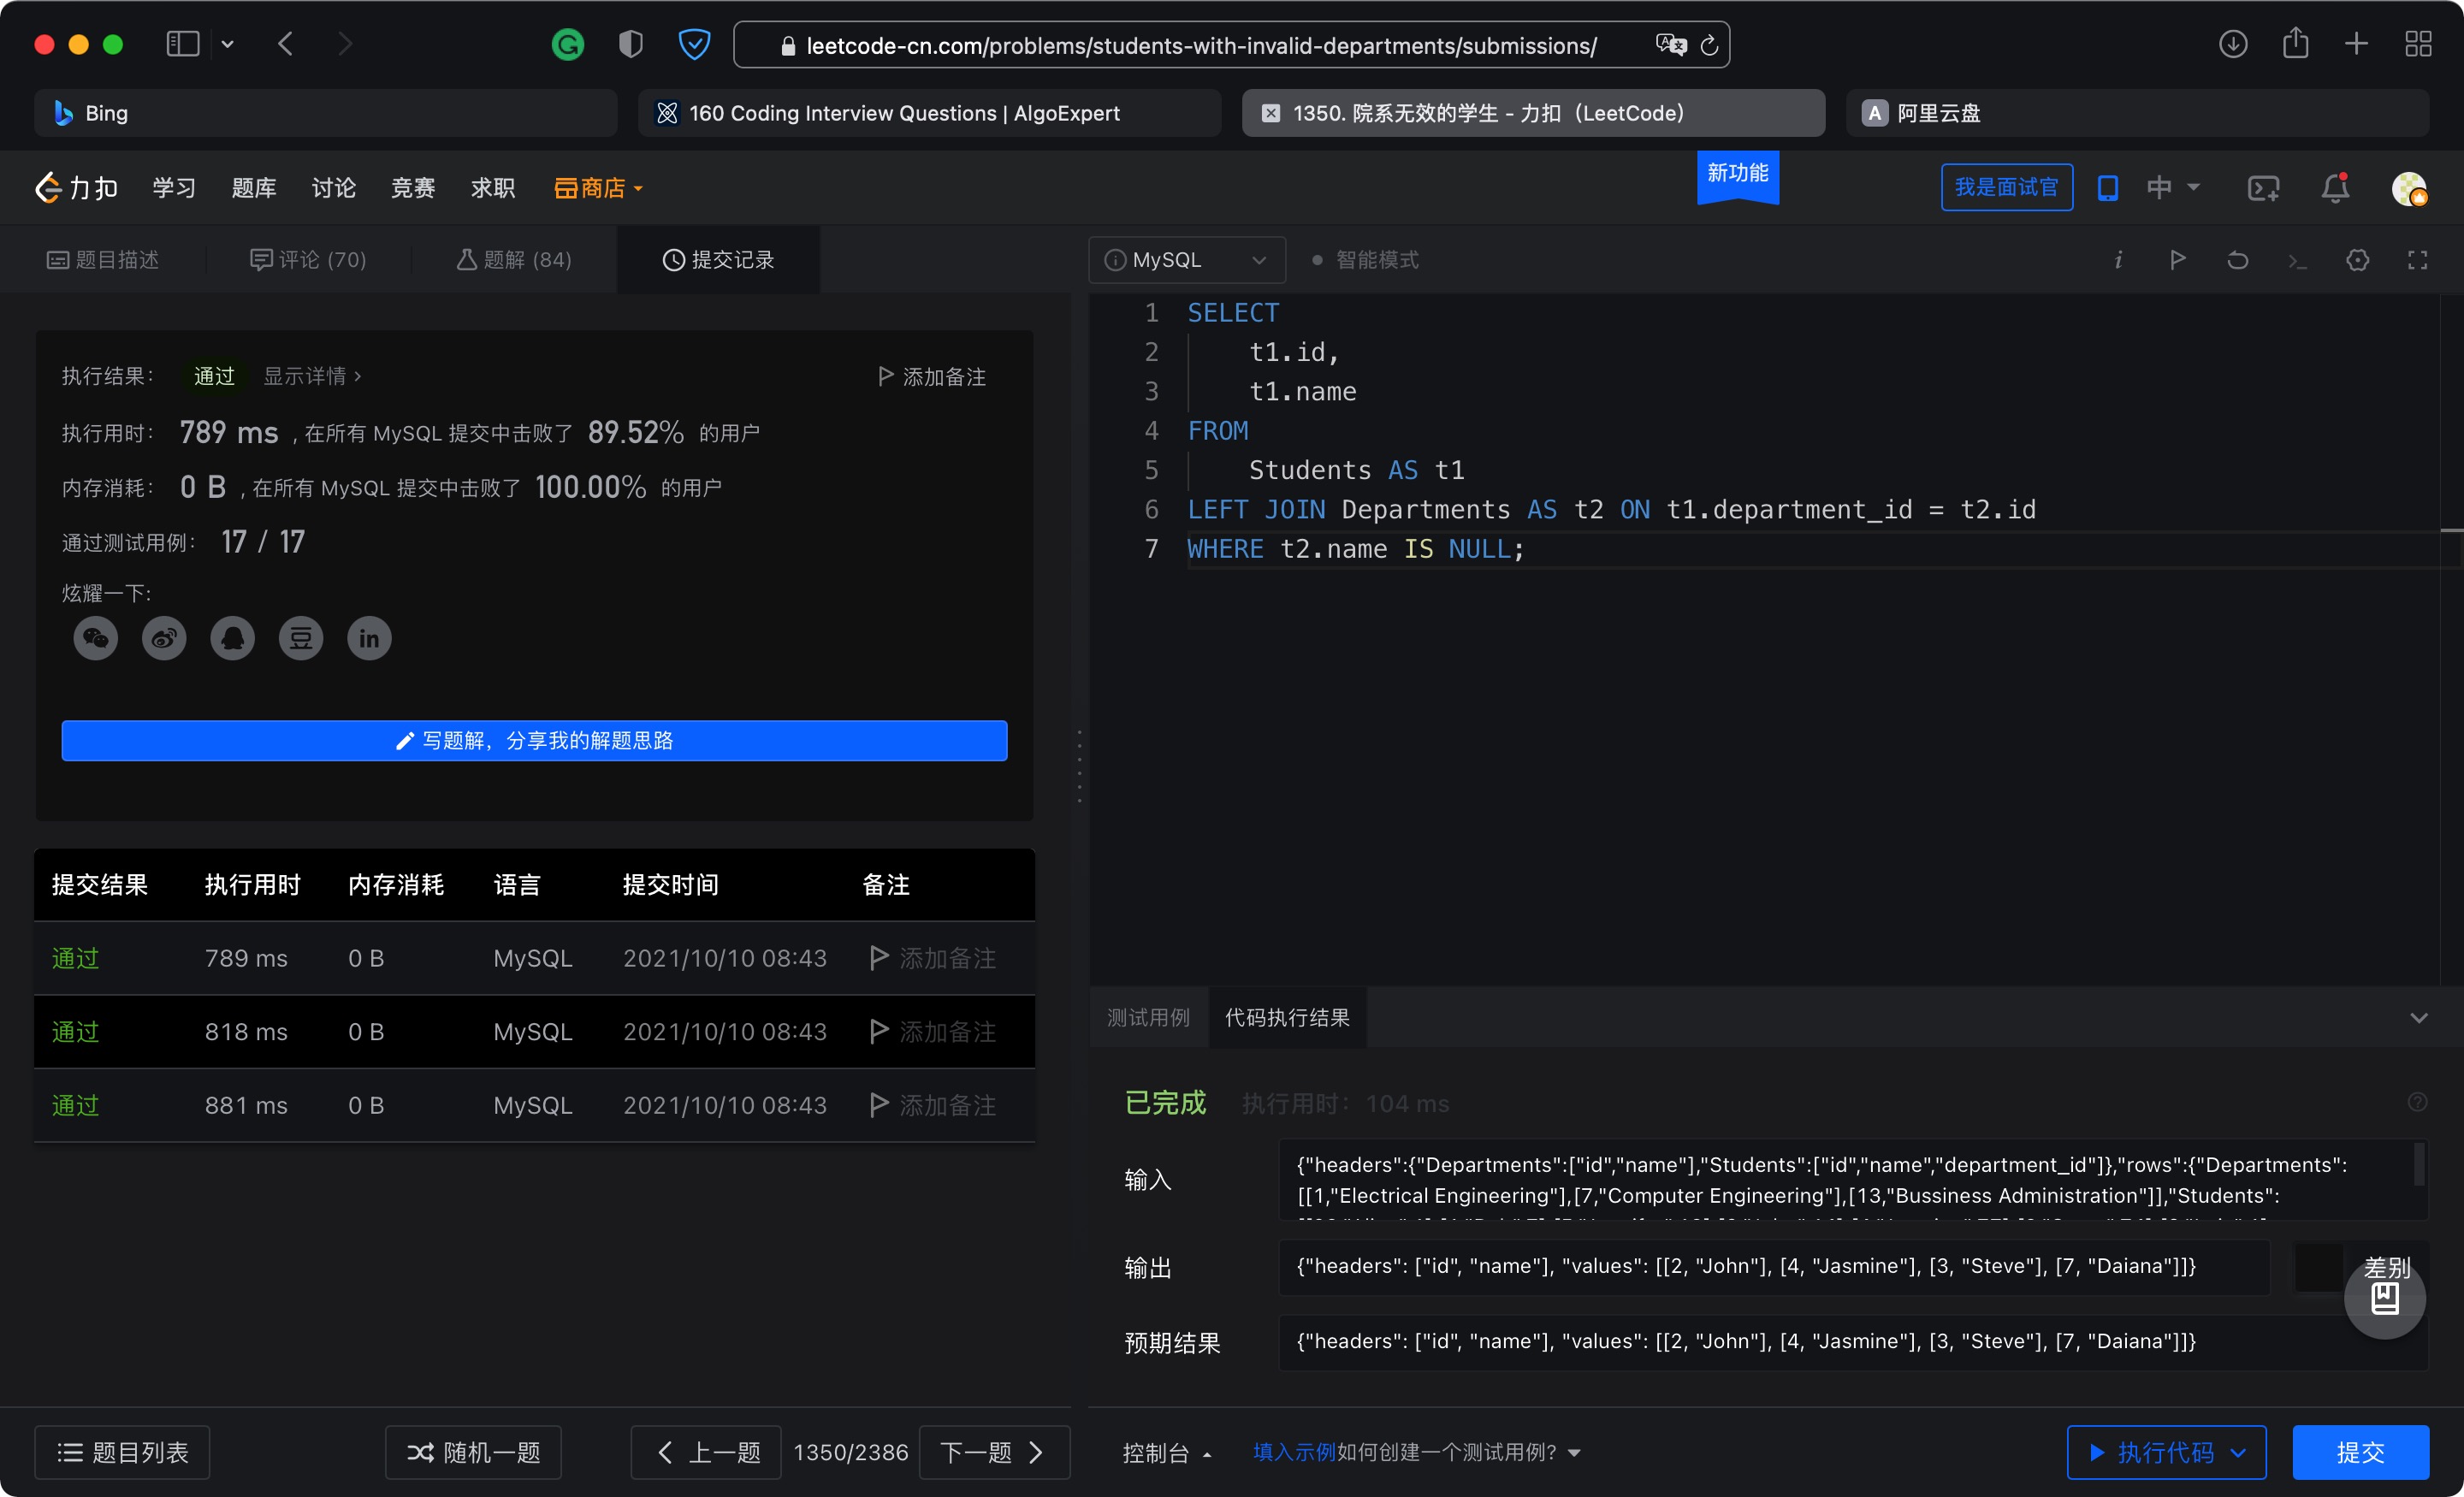 leetcode-cn.com/problems/students-with-invalid-departments/submissions/
Bing
160 Coding Interview Questions | AlgoExpert
1350. 院系无效的学生 - 力扣（LeetCode）
A 阿里云盘
力扣 学习 题库 讨论 竞赛 求职 商店
新功能
我是面试官
中
题目描述
评论 (70)
题解 (84)
提交记录
MySQL
智能模式
执行结果：
通过
显示详情
添加备注
执行用时： 789 ms , 在所有 MySQL 提交中击败了 89.52% 的用户
内存消耗： 0 B , 在所有 MySQL 提交中击败了 100.00% 的用户
通过测试用例： 17 / 17
炫耀一下:
豆
in
写题解，分享我的解题思路
提交结果 执行用时 内存消耗 语言 提交时间 备注
通过 789 ms 0 B MySQL 2021/10/10 08:43 添加备注
通过 818 ms 0 B MySQL 2021/10/10 08:43 添加备注
通过 881 ms 0 B MySQL 2021/10/10 08:43 添加备注
题目列表
随机一题
上一题
1350/2386
下一题
1 SELECT
2 t1.id,
3 t1.name
4 FROM
5 Students AS t1
6 LEFT JOIN Departments AS t2 ON t1.department_id = t2.id
7 WHERE t2.name IS NULL;
测试用例
代码执行结果
已完成
执行用时： 104 ms
输入
{"headers":{"Departments":["id","name"],"Students":["id","name","department_id"]},"rows":{"Departments":
[[1,"Electrical Engineering"],[7,"Computer Engineering"],[13,"Bussiness Administration"]],"Students":
输出
{"headers": ["id", "name"], "values": [[2, "John"], [4, "Jasmine"], [3, "Steve"], [7, "Daiana"]]}
差别
预期结果
{"headers": ["id", "name"], "values": [[2, "John"], [4, "Jasmine"], [3, "Steve"], [7, "Daiana"]]}
控制台
填入示例
如何创建一个测试用例?
执行代码
提交